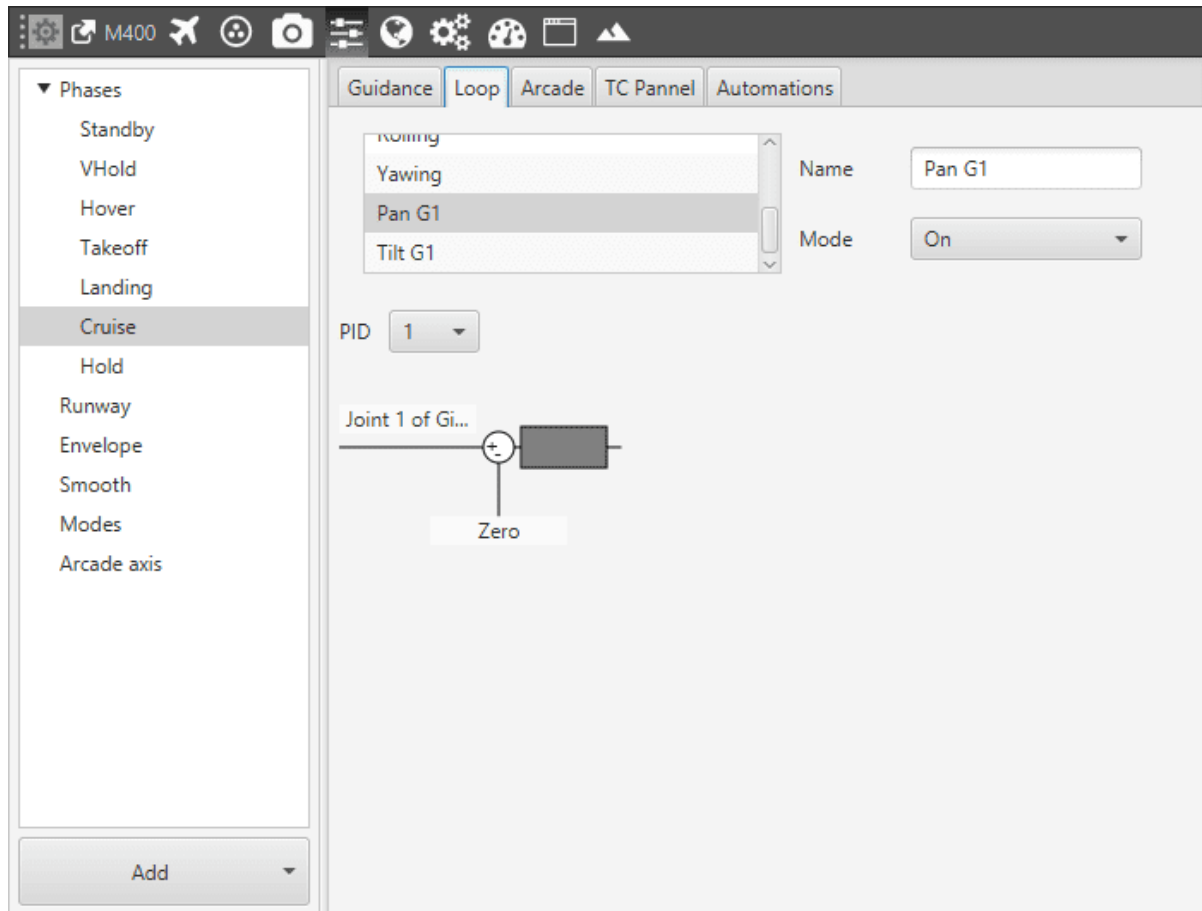 M400
Phases
Standby
VHold
Hover
Takeoff
Landing
Cruise
Hold
Runway
Envelope
Smooth
Modes
Arcade axis
Add
Guidance Loop Arcade TC Pannel Automations
Rolling
Yawing
Pan G1
Tilt G1
Name Pan G1
Mode On
PID 1
Joint 1 of Gi...
+
-
Zero